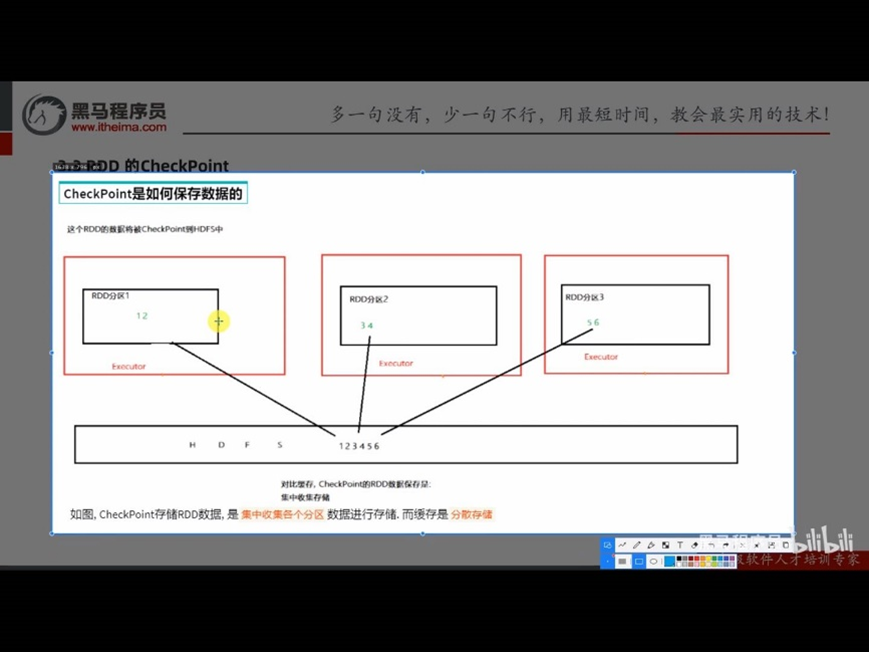 黑马程序员
www.itheima.com
多一句没有，少一句不行，用最短时间，教会最实用的技术！
RDD 的CheckPoint
CheckPoint是如何保存数据的
这个RDD的数据将被CheckPoint到HDFS中
RDD分区1
1 2
Executor
RDD分区2
3 4
Executor
RDD分区3
5 6
Executor
H D F S
1 2 3 4 5 6
对比缓存, CheckPoint的RDD数据保存是:
集中收集存储
如图, CheckPoint存储RDD数据, 是 集中收集各个分区 数据进行存储. 而缓存是 分散存储
bilibili
软件人才培训专家